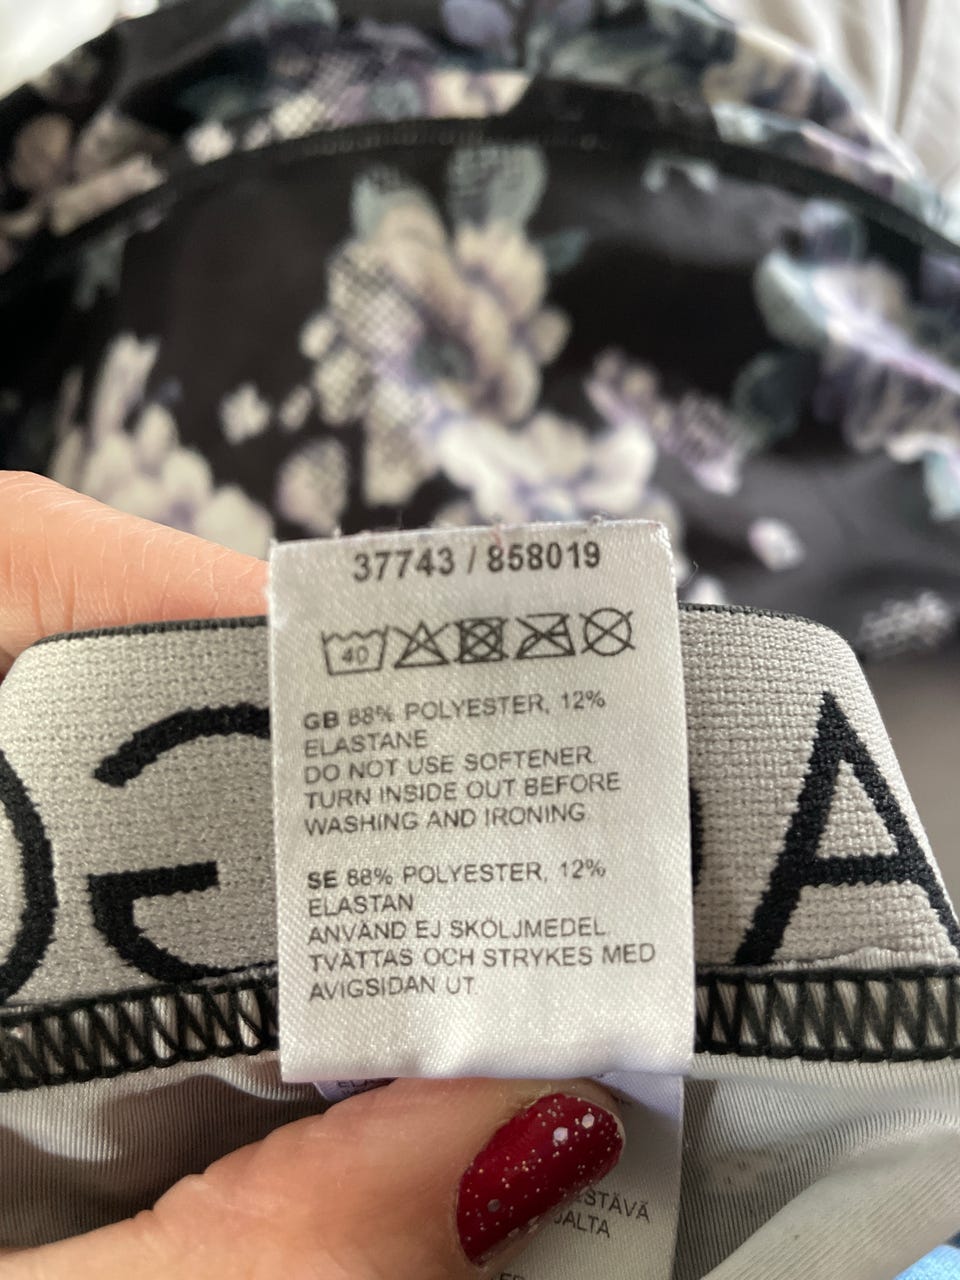 37743 / 858019
40
GB 88% POLYESTER, 12%
ELASTANE
DO NOT USE SOFTENER.
TURN INSIDE OUT BEFORE
WASHING AND IRONING.
SE 88% POLYESTER, 12%
ELASTAN
ANVÄND EJ SKÖLJMEDEL.
TVÄTTAS OCH STRYKES MED
AVIGSIDAN UT.
A